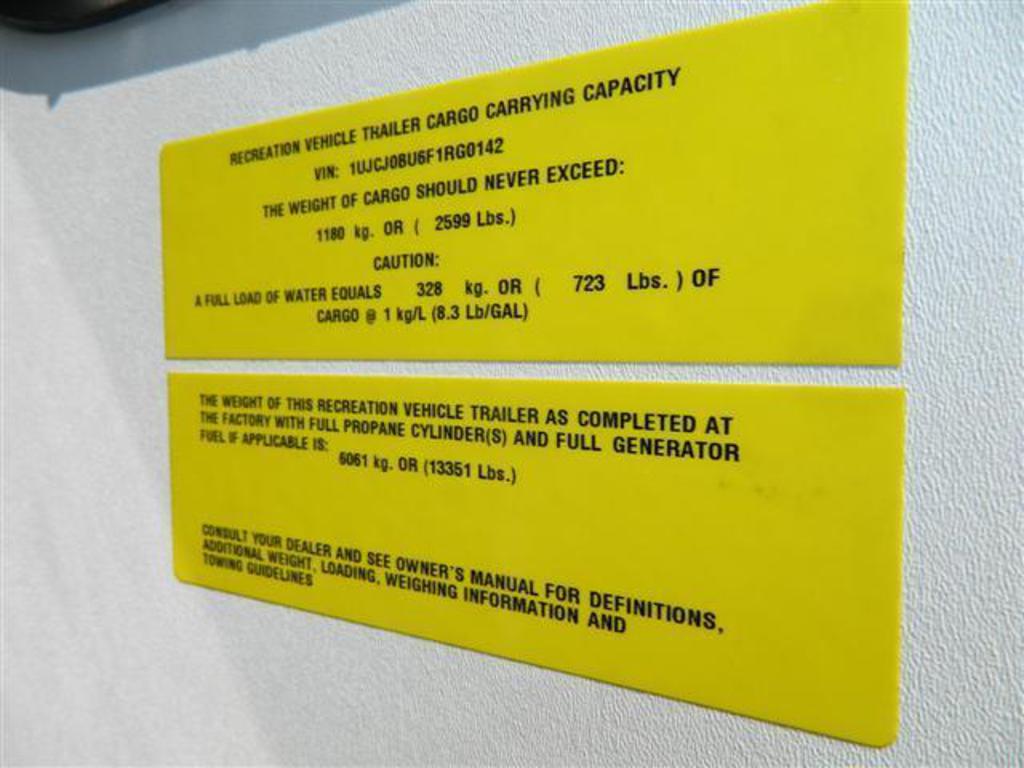 RECREATION VEHICLE TRAILER CARGO CARRYING CAPACITY
VIN: 1UJCJ0BU6F1RG0142
THE WEIGHT OF CARGO SHOULD NEVER EXCEED:
1180 kg. OR ( 2599 Lbs.)
CAUTION:
A FULL LOAD OF WATER EQUALS 328 kg. OR ( 723 Lbs. ) OF
CARGO @ 1 kg/L (8.3 Lb/GAL)
THE WEIGHT OF THIS RECREATION VEHICLE TRAILER AS COMPLETED AT
THE FACTORY WITH FULL PROPANE CYLINDER(S) AND FULL GENERATOR
FUEL IF APPLICABLE IS:
6061 kg. OR (13351 Lbs.)
CONSULT YOUR DEALER AND SEE OWNER'S MANUAL FOR DEFINITIONS,
ADDITIONAL WEIGHT, LOADING, WEIGHING INFORMATION AND
TOWING GUIDELINES